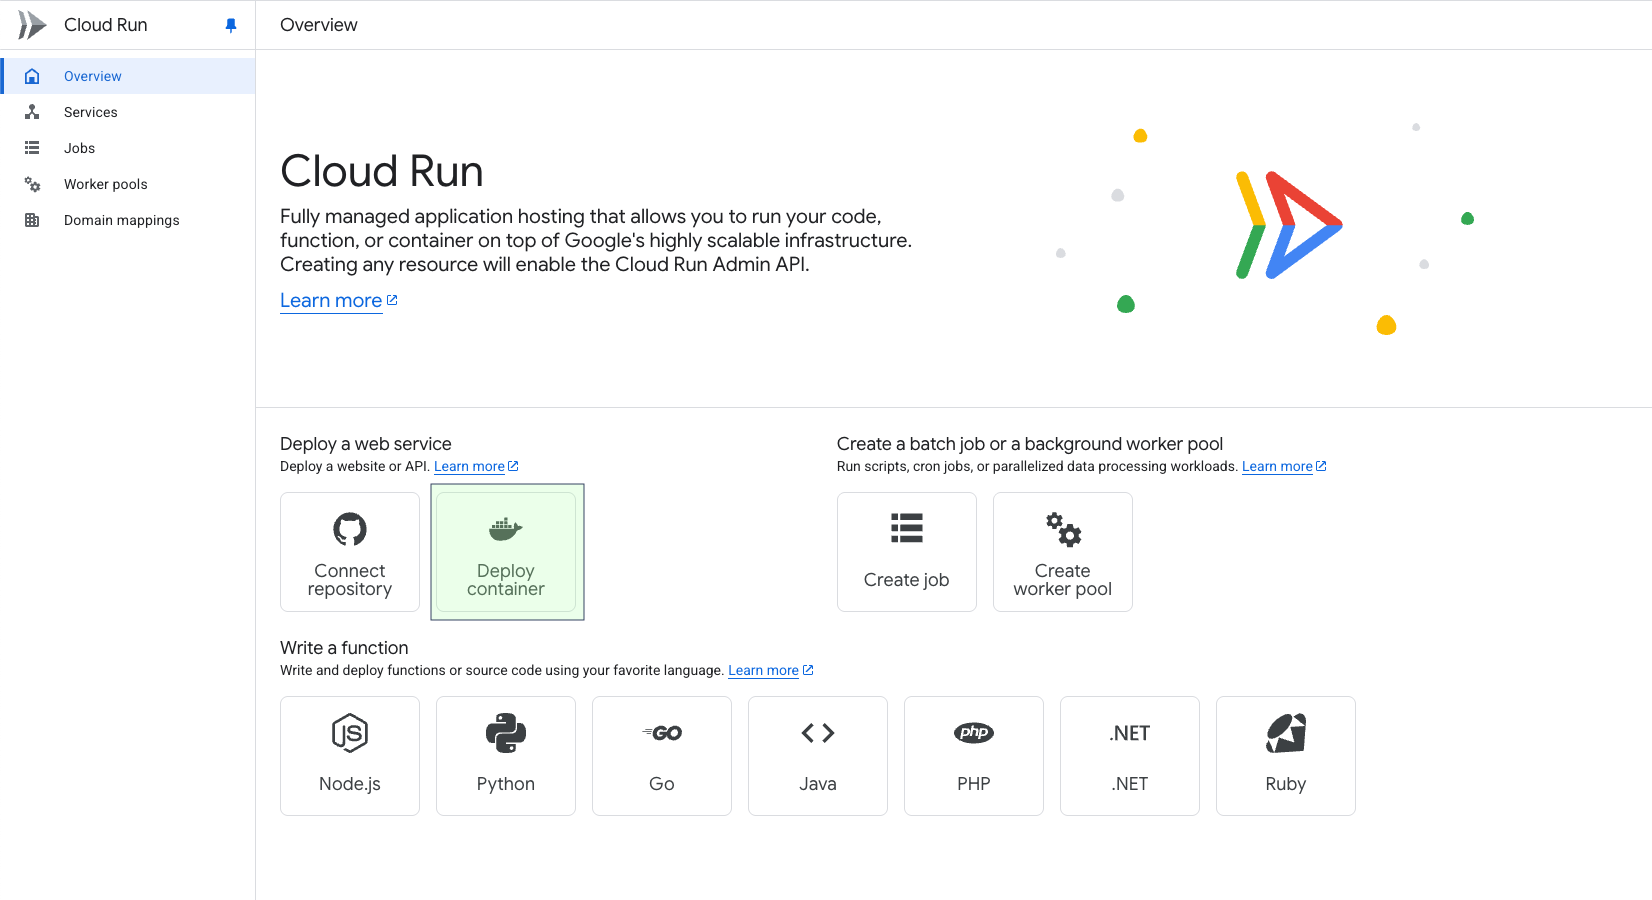 Cloud Run
Overview
Overview
Services
Jobs
Worker pools
Domain mappings
Cloud Run
Fully managed application hosting that allows you to run your code,
function, or container on top of Google's highly scalable infrastructure.
Creating any resource will enable the Cloud Run Admin API.
Learn more
Deploy a web service
Deploy a website or API. Learn more
Connect
repository
Deploy
container
Create a batch job or a background worker pool
Run scripts, cron jobs, or parallelized data processing workloads. Learn more
Create job
Create
worker pool
Write a function
Write and deploy functions or source code using your favorite language. Learn more
JS
Node.js
Python
GO
Go
Java
php
PHP
.NET
.NET
Ruby